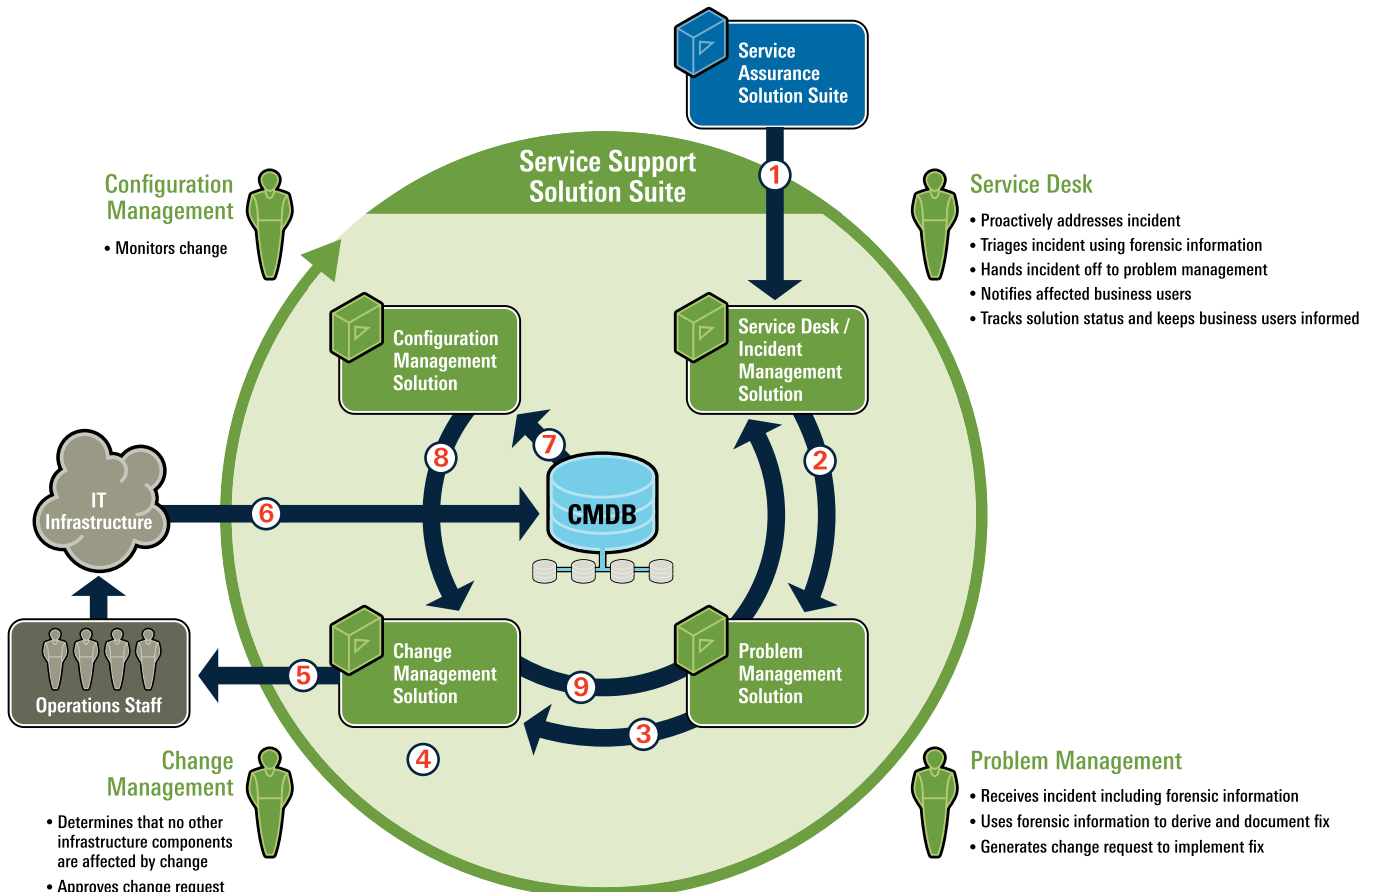 Service
Assurance
Solution Suite
1
Service Support
Solution Suite
Configuration
Management
• Monitors change
Service Desk
• Proactively addresses incident
• Triages incident using forensic information
• Hands incident off to problem management
• Notifies affected business users
• Tracks solution status and keeps business users informed
Configuration
Management
Solution
Service Desk /
Incident
Management
Solution
8
7
2
IT
Infrastructure
6
CMDB
Change
Management
Solution
Problem
Management
Solution
5
9
3
4
Operations Staff
Change
Management
• Determines that no other
infrastructure components
are affected by change
• Approves change request
Problem Management
• Receives incident including forensic information
• Uses forensic information to derive and document fix
• Generates change request to implement fix